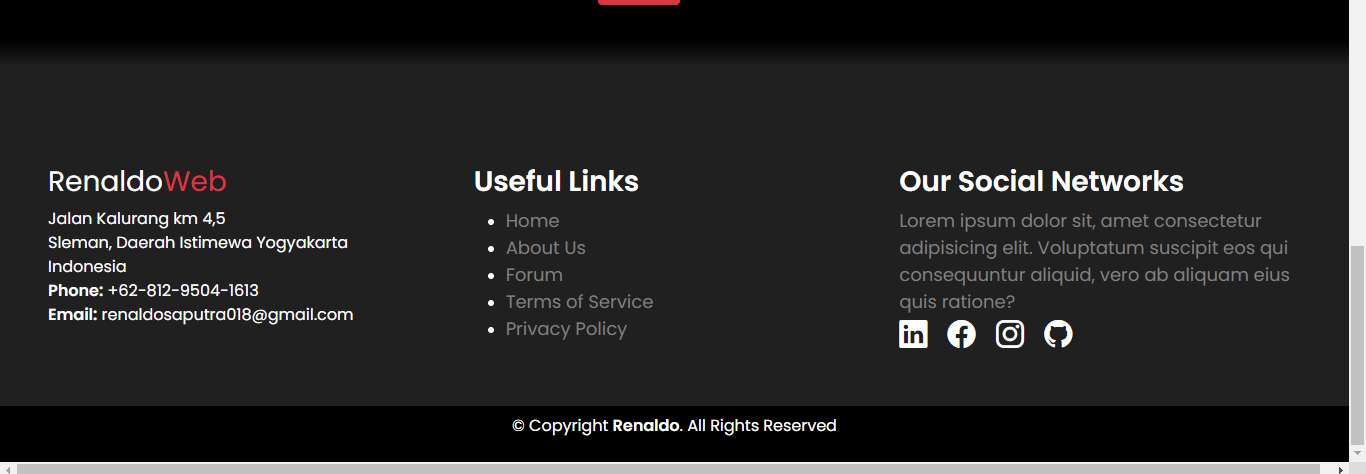 RenaldoWeb
Jalan Kalurang km 4,5
Sleman, Daerah Istimewa Yogyakarta
Indonesia
Phone: +62-812-9504-1613
Email: renaldosaputra018@gmail.com
Useful Links
Home
About Us
Forum
Terms of Service
Privacy Policy
Our Social Networks
Lorem ipsum dolor sit, amet consectetur
adipisicing elit. Voluptatum suscipit eos qui
consequuntur aliquid, vero ab aliquam eius
quis ratione?
in
© Copyright Renaldo. All Rights Reserved